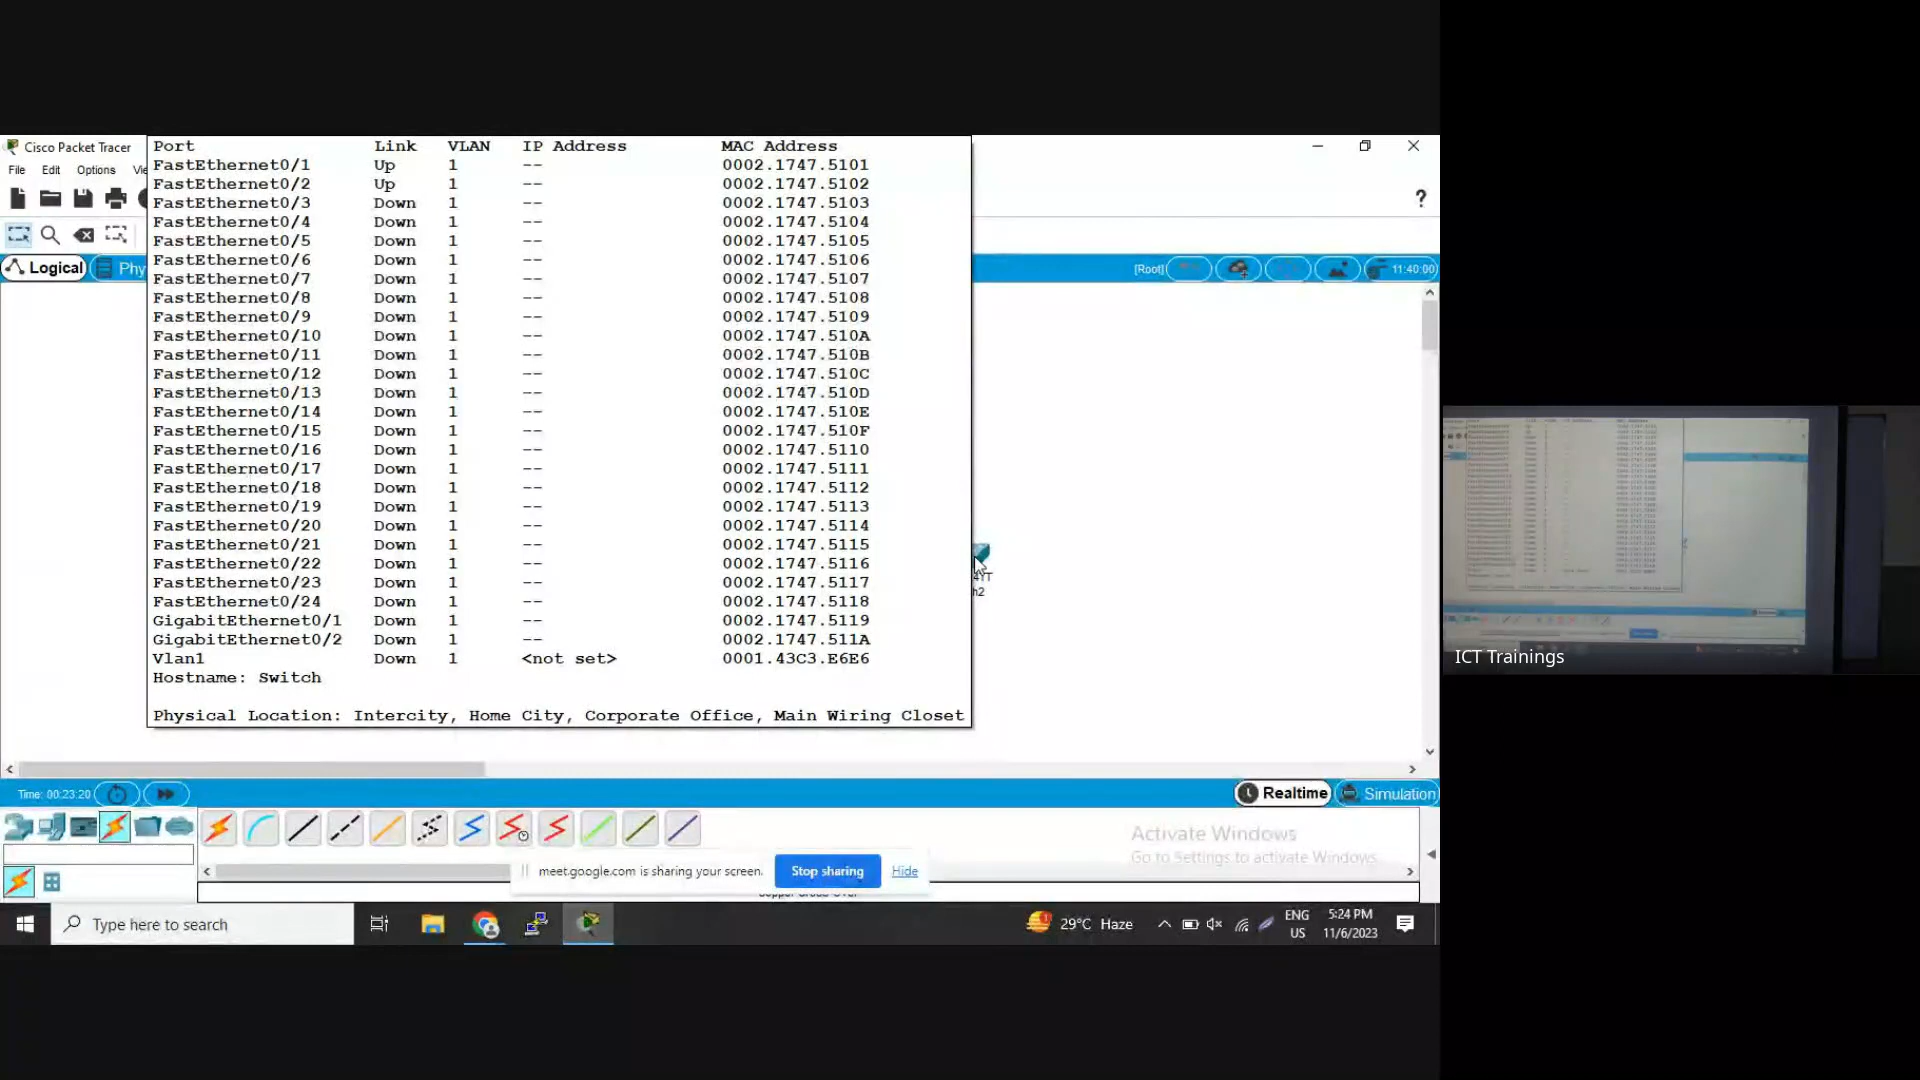 Cisco Packet Tracer
File Edit Options
Port Link VLAN IP Address MAC Address
FastEthernet0/1 Up 1 -- 0002.1747.5101
FastEthernet0/2 Up 1 -- 0002.1747.5102
FastEthernet0/3 Down 1 -- 0002.1747.5103
FastEthernet0/4 Down 1 -- 0002.1747.5104
FastEthernet0/5 Down 1 -- 0002.1747.5105
FastEthernet0/6 Down 1 -- 0002.1747.5106
FastEthernet0/7 Down 1 -- 0002.1747.5107
FastEthernet0/8 Down 1 -- 0002.1747.5108
FastEthernet0/9 Down 1 -- 0002.1747.5109
FastEthernet0/10 Down 1 -- 0002.1747.510A
FastEthernet0/11 Down 1 -- 0002.1747.510B
FastEthernet0/12 Down 1 -- 0002.1747.510C
FastEthernet0/13 Down 1 -- 0002.1747.510D
FastEthernet0/14 Down 1 -- 0002.1747.510E
FastEthernet0/15 Down 1 -- 0002.1747.510F
FastEthernet0/16 Down 1 -- 0002.1747.5110
FastEthernet0/17 Down 1 -- 0002.1747.5111
FastEthernet0/18 Down 1 -- 0002.1747.5112
FastEthernet0/19 Down 1 -- 0002.1747.5113
FastEthernet0/20 Down 1 -- 0002.1747.5114
FastEthernet0/21 Down 1 -- 0002.1747.5115
FastEthernet0/22 Down 1 -- 0002.1747.5116
FastEthernet0/23 Down 1 -- 0002.1747.5117
FastEthernet0/24 Down 1 -- 0002.1747.5118
GigabitEthernet0/1 Down 1 -- 0002.1747.5119
GigabitEthernet0/2 Down 1 -- 0002.1747.511A
Vlan1 Down 1 <not set> 0001.43C3.E6E6
Hostname: Switch
Physical Location: Intercity, Home City, Corporate Office, Main Wiring Closet
Logical Phy
[Root] 11:40:00
h2
ICT Trainings
Time: 00:23:20
Realtime Simulation
Activate Windows
Go to Settings to activate Windows.
meet.google.com is sharing your screen. Stop sharing Hide
Type here to search
29°C Haze
ENG
US
5:24 PM
11/6/2023